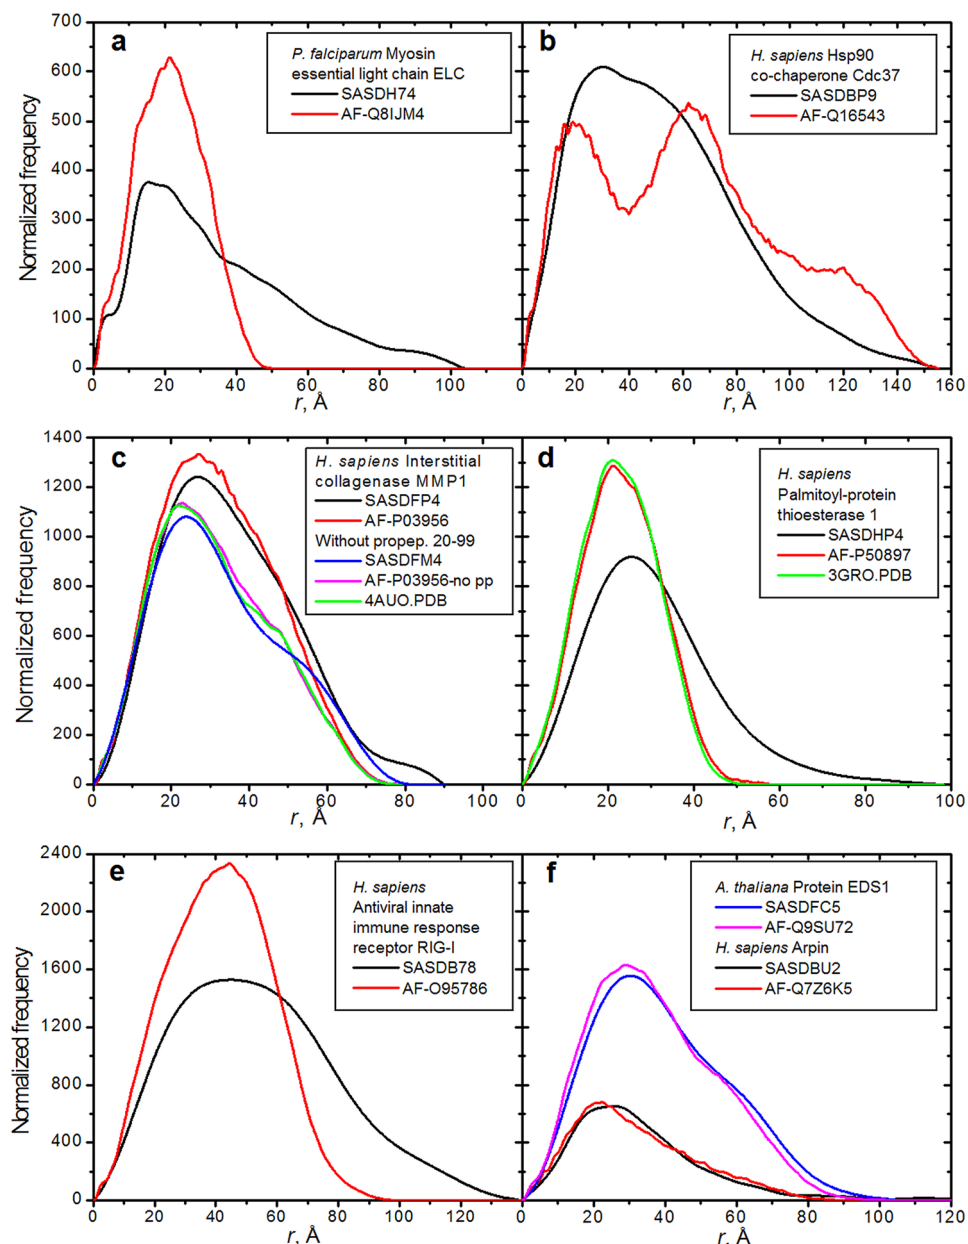 a
P. falciparum Myosin
essential light chain ELC
SASDH74
AF-Q8IJM4
b
H. sapiens Hsp90
co-chaperone Cdc37
SASDBP9
AF-Q16543
Normalized frequency
700
600
500
400
300
200
100
0
0 20 40 60 80 100
0 20 40 60 80 100 120 140 160
r, Å
r, Å
c
H. sapiens Interstitial
collagenase MMP1
SASDFP4
AF-P03956
Without propep. 20-99
SASDFM4
AF-P03956-no pp
4AUO.PDB
d
H. sapiens
Palmitoyl-protein
thioesterase 1
SASDHP4
AF-P50897
3GRO.PDB
Normalized frequency
1400
1200
1000
800
600
400
200
0
0 20 40 60 80 100
0 20 40 60 80 100
r, Å
r, Å
e
H. sapiens
Antiviral innate
immune response
receptor RIG-I
SASDB78
AF-O95786
f
A. thaliana Protein EDS1
SASDFC5
AF-Q9SU72
H. sapiens Arpin
SASDBU2
AF-Q7Z6K5
Normalized frequency
2400
2000
1600
1200
800
400
0
0 20 40 60 80 100 120
0 20 40 60 80 100 120
r, Å
r, Å